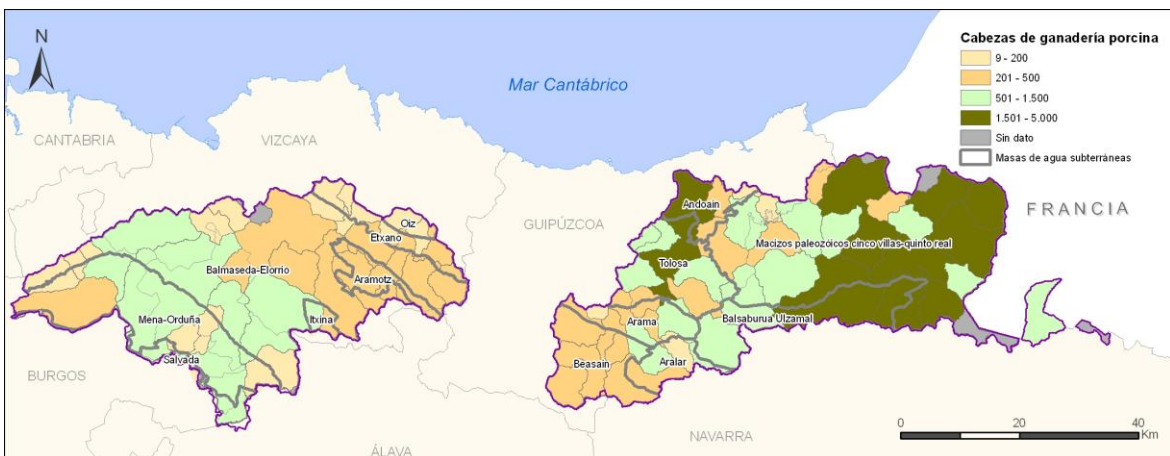 N
Mar Cantábrico
CANTABRIA
VIZCAYA
GUIPÚZCOA
FRANCIA
BURGOS
ÁLAVA
NAVARRA
Oiz
Etxano
Balmaseda-Elorrio
Aramotz
Mena-Orduña
Itxina
Salvada
Andoain
Macizos paleozóicos cinco villas-quinto real
Tolosa
Arama
Balsaburua Ulzamal
Beasain
Aralar
Cabezas de ganadería porcina
9 - 200
201 - 500
501 - 1.500
1.501 - 5.000
Sin dato
Masas de agua subterráneas
0 20 40
Km